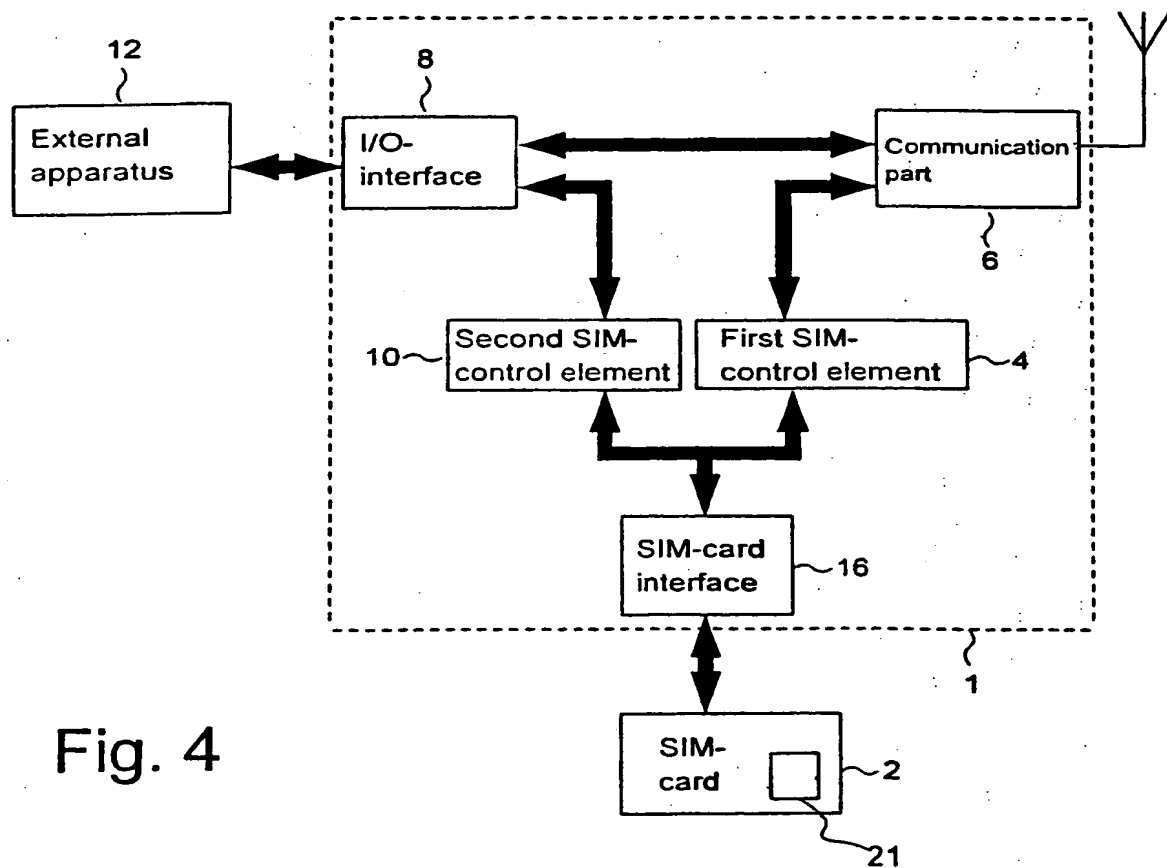 12
External
apparatus
8
I/O-
interface
Communication
part
6
10
Second SIM-
control element
First SIM-
control element
4
SIM-card
interface
16
1
SIM-
card
2
21
Fig. 4